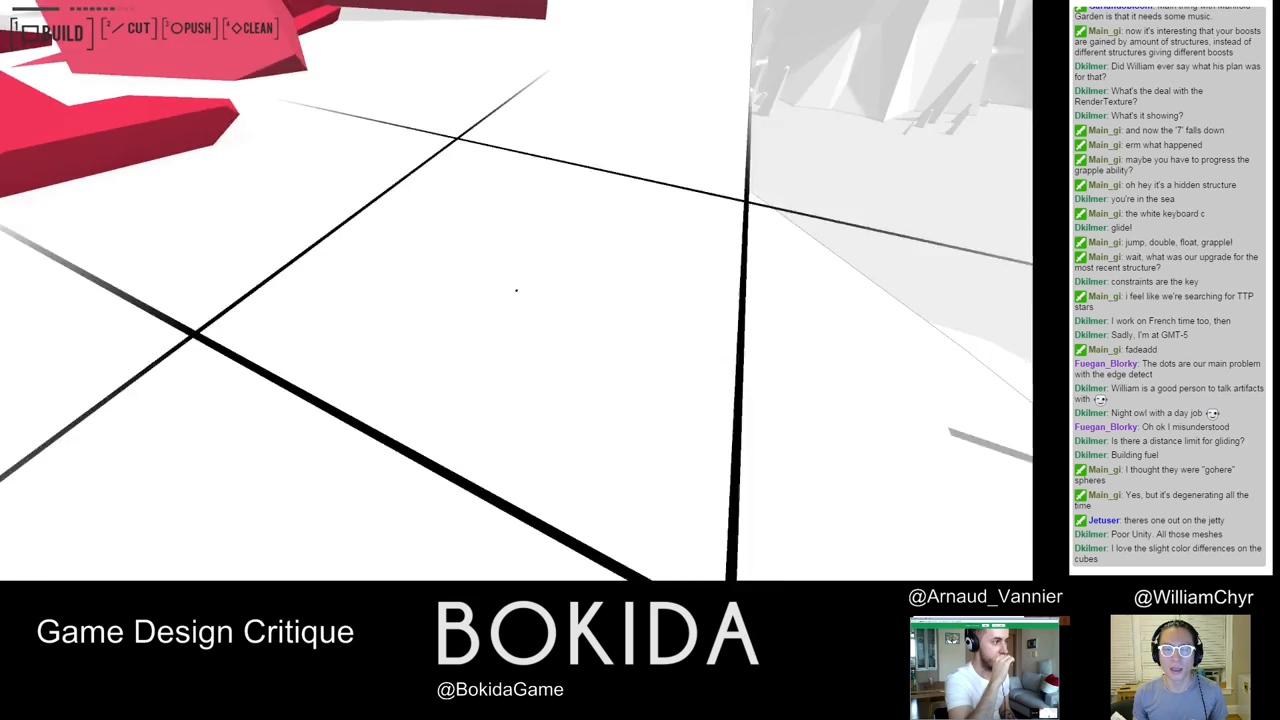 [¹ BUILD ] [² CUT] [³ PUSH] [⁴ CLEAN]
Garden is that it needs some music.
Main_gi: now it's interesting that your boosts
are gained by amount of structures, instead of
different structures giving different boosts
Dkilmer: Did William ever say what his plan was
for that?
Dkilmer: What's the deal with the
RenderTexture?
Dkilmer: What's it showing?
Main_gi: and now the '7' falls down
Main_gi: erm what happened
Main_gi: maybe you have to progress the
grapple ability?
Main_gi: oh hey it's a hidden structure
Dkilmer: you're in the sea
Main_gi: the white keyboard c
Dkilmer: glide!
Main_gi: jump, double, float, grapple!
Main_gi: wait, what was our upgrade for the
most recent structure?
Dkilmer: constraints are the key
Main_gi: i feel like we're searching for TTP
stars
Dkilmer: I work on French time too, then
Dkilmer: Sadly, I'm at GMT-5
Main_gi: fadeadd
Fuegan_Blorky: The dots are our main problem
with the edge detect
Dkilmer: William is a good person to talk artifacts
with
Dkilmer: Night owl with a day job
Fuegan_Blorky: Oh ok I misunderstood
Dkilmer: Is there a distance limit for gliding?
Dkilmer: Building fuel
Main_gi: I thought they were "gohere"
spheres
Main_gi: Yes, but it's degenerating all the
time
Jetuser: theres one out on the jetty
Dkilmer: Poor Unity. All those meshes
Dkilmer: I love the slight color differences on the
cubes
Game Design Critique
BOKIDA
@BokidaGame
@Arnaud_Vannier
@WilliamChyr